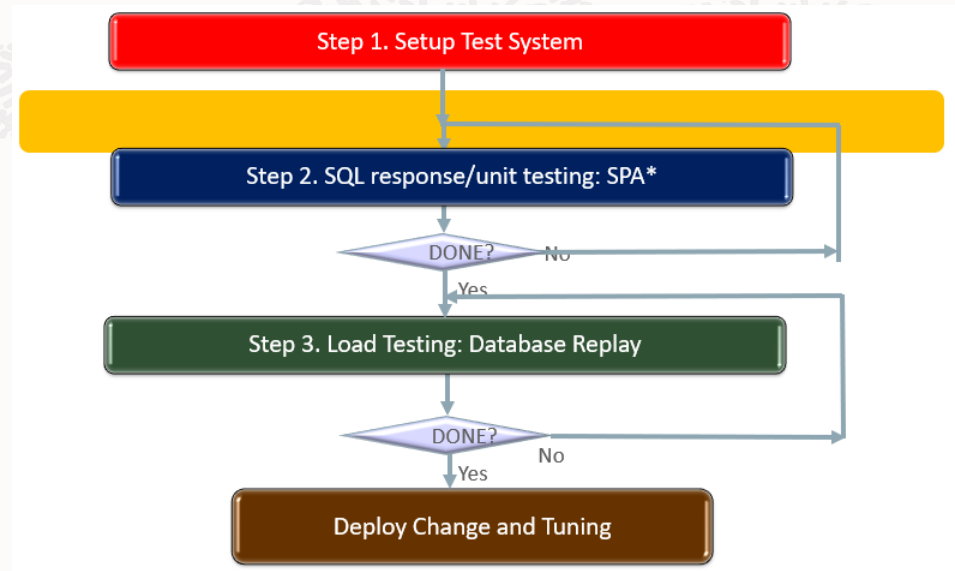 Step 1. Setup Test System
Step 2. SQL response/unit testing: SPA*
DONE?
No
Yes
Step 3. Load Testing: Database Replay
DONE?
No
Yes
Deploy Change and Tuning